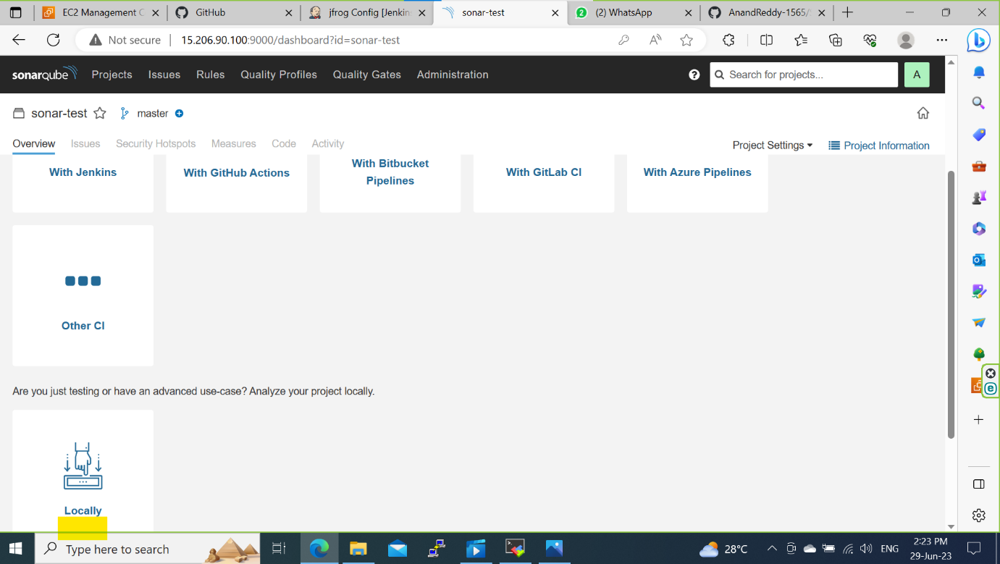 EC2 Management C
GitHub
jfrog Config [Jenkin
sonar-test
2
(2) WhatsApp
AnandReddy-1565/
Not secure
15.206.90.100:9000/dashboard?id=sonar-test
sonarqube
Projects
Issues
Rules
Quality Profiles
Quality Gates
Administration
Search for projects...
A
sonar-test
master
Overview
Issues
Security Hotspots
Measures
Code
Activity
Project Settings
Project Information
With Jenkins
With GitHub Actions
With Bitbucket
Pipelines
With GitLab CI
With Azure Pipelines
Other CI
Are you just testing or have an advanced use-case? Analyze your project locally.
Locally
Type here to search
28°C
ENG
2:23 PM
29-Jun-23